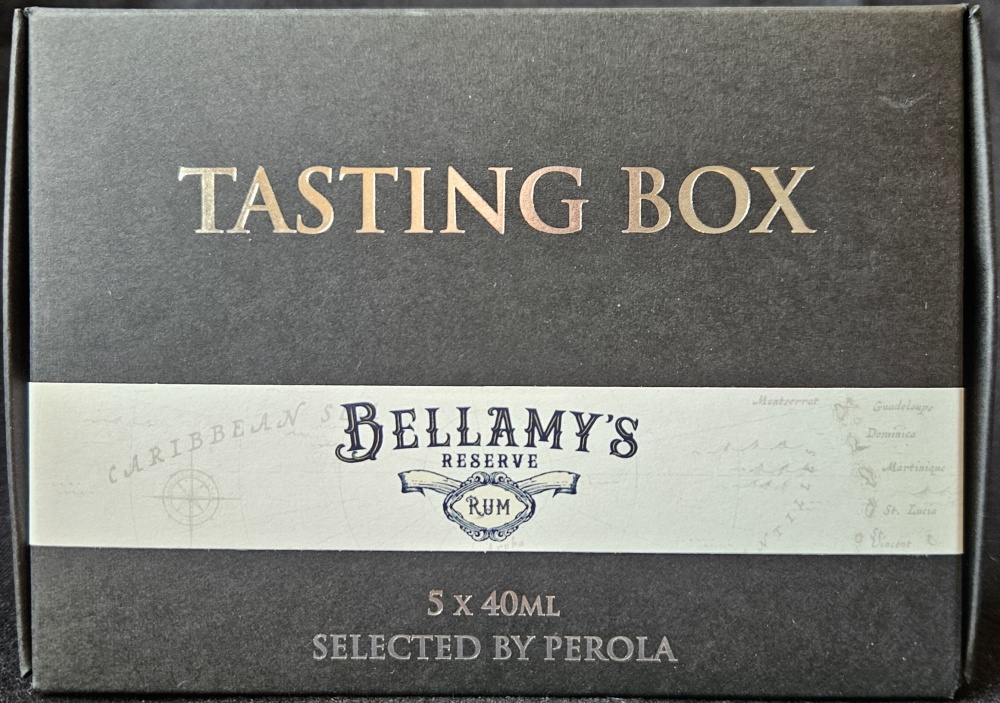 TASTING BOX
CARIBBEAN
BELLAMY'S
RESERVE
RUM
Montserrat
Guadeloupe
Dominica
Martinique
St. Lucia
Vincent
5 X 40ML
SELECTED BY PEROLA